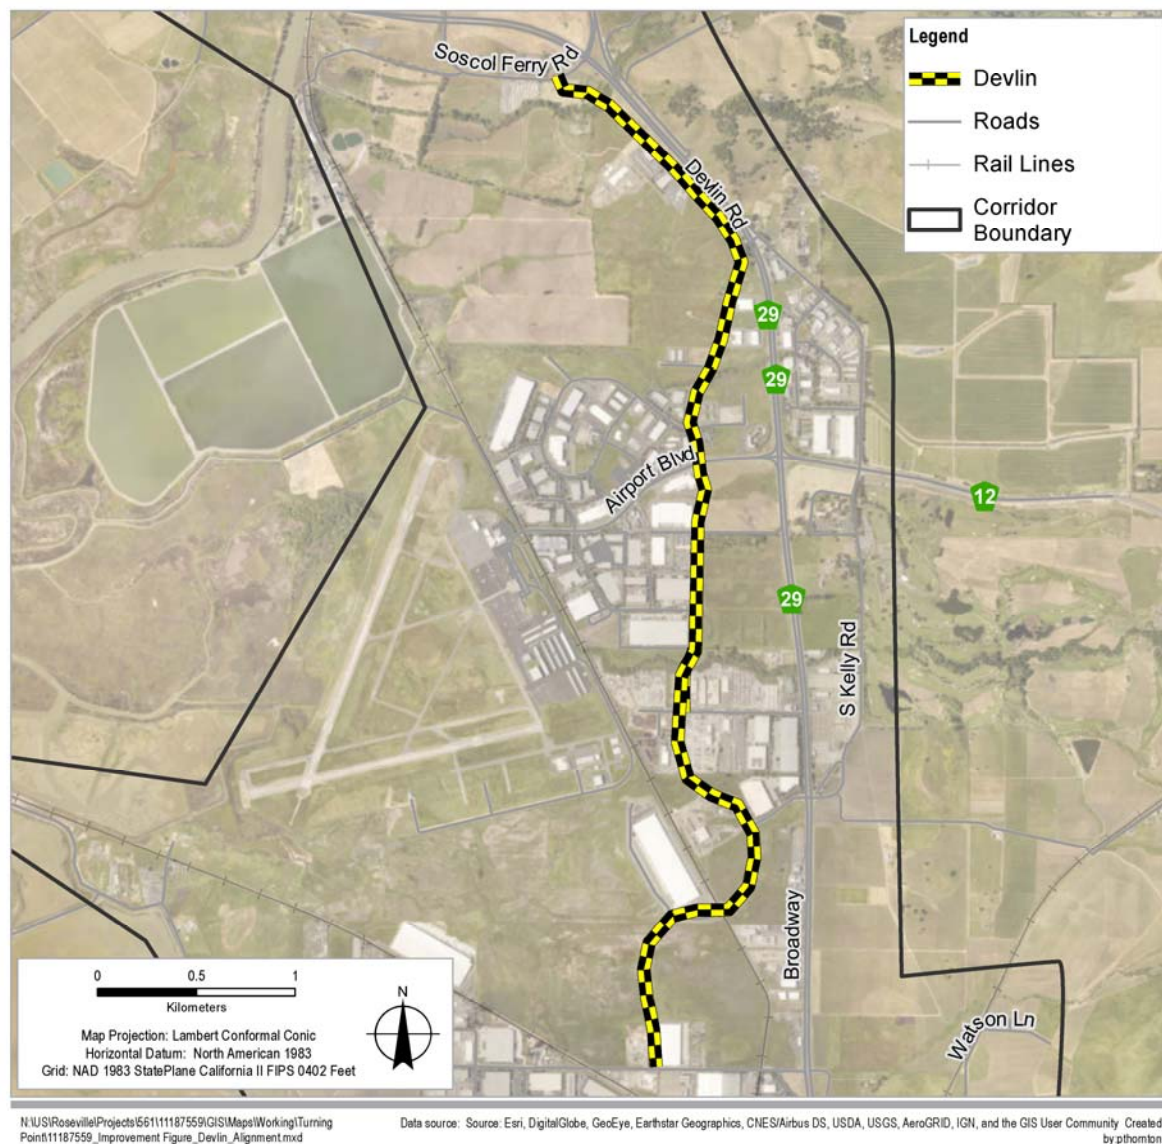 Soscol Ferry Rd
Legend
Devlin
Roads
Rail Lines
Corridor
Boundary
Devlin Rd
29
29
Airport Blvd
12
29
S Kelly Rd
Broadway
Watson Ln
0 0.5 1
Kilometers
N
Map Projection: Lambert Conformal Conic
Horizontal Datum: North American 1983
Grid: NAD 1983 StatePlane California II FIPS 0402 Feet
N:\US\Roseville\Projects\561\11187559\GIS\Maps\Working\Turning
Point\11187559_Improvement Figure_Devlin_Alignment.mxd
Data source: Source: Esri, DigitalGlobe, GeoEye, Earthstar Geographics, CNES/Airbus DS, USDA, USGS, AeroGRID, IGN, and the GIS User Community Created
by:pthornton